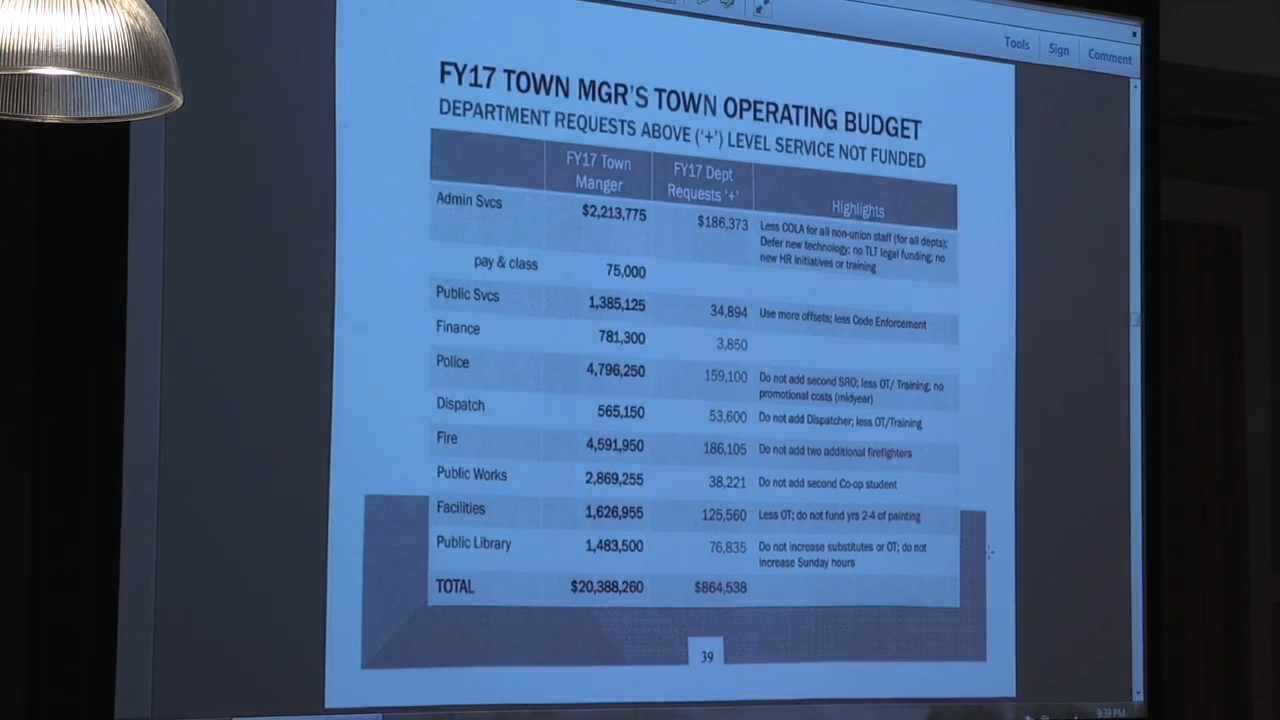 Tools Sign Comment
FY17 TOWN MGR'S TOWN OPERATING BUDGET
DEPARTMENT REQUESTS ABOVE ('+') LEVEL SERVICE NOT FUNDED
FY17 Town
Manger
FY17 Dept
Requests '+'
Highlights
Admin Svcs $2,213,775 $186,373 Less COLA for all non-union staff (for all depts);
Defer new technology; no TLT legal funding; no
new HR initiatives or training
pay & class 75,000
Public Svcs 1,385,125 34,894 Use more offsets; less Code Enforcement
Finance 781,300 3,850
Police 4,796,250 159,100 Do not add second SRO; less OT/ Training; no
promotional costs (midyear)
Dispatch 565,150 53,600 Do not add Dispatcher; less OT/Training
Fire 4,591,950 186,105 Do not add two additional firefighters
Public Works 2,869,255 38,221 Do not add second Co-op student
Facilities 1,626,955 125,560 Less OT; do not fund yrs 2-4 of painting
Public Library 1,483,500 76,835 Do not increase substitutes or OT; do not
increase Sunday hours
TOTAL $20,388,260 $864,538
39
9:39 PM